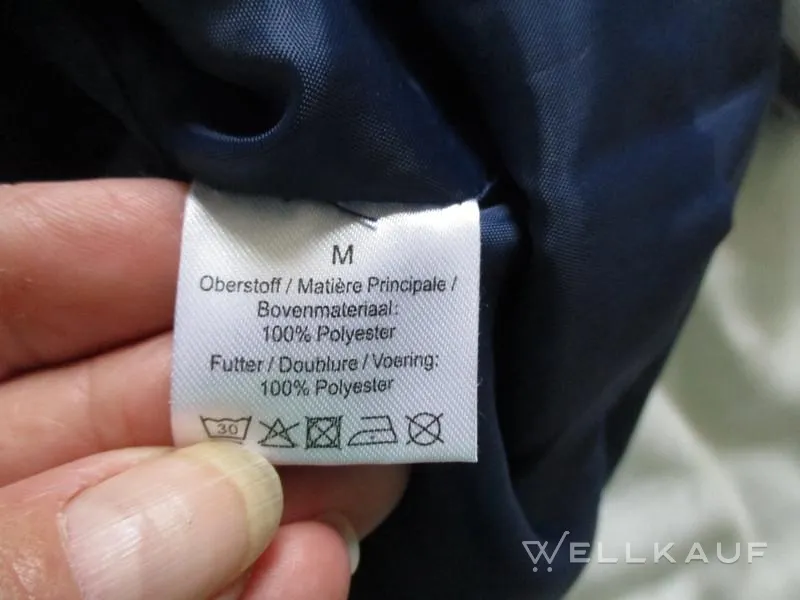 M
Oberstoff / Matière Principale /
Bovenmateriaal:
100% Polyester
Futter / Doublure / Voering:
100% Polyester
30
WELLKAUF